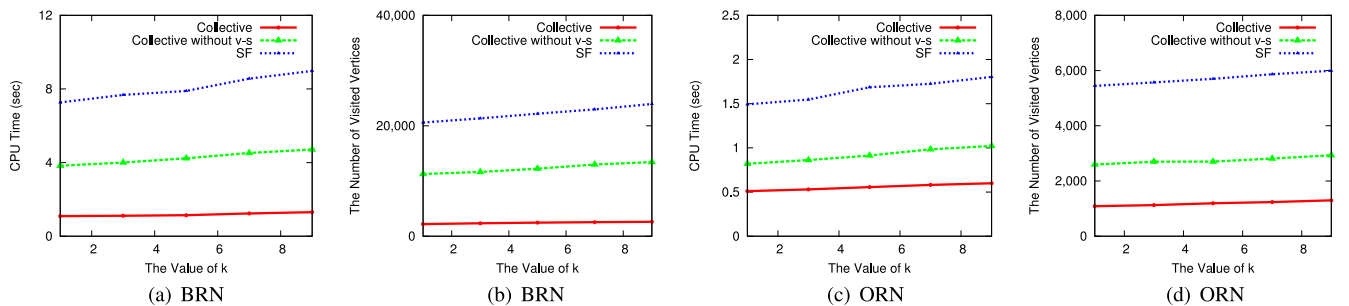 Collective
Collective without v-s
SF
CPU Time (sec)
12
8
4
0
2 4 6 8
The Value of k
(a) BRN
Collective
Collective without v-s
SF
The Number of Visited Vertices
40,000
20,000
0
2 4 6 8
The Value of k
(b) BRN
Collective
Collective without v-s
SF
CPU Time (sec)
2.5
2
1.5
1
0.5
0
2 4 6 8
The Value of k
(c) ORN
Collective
Collective without v-s
SF
The Number of Visited Vertices
8,000
6,000
4,000
2,000
0
2 4 6 8
The Value of k
(d) ORN